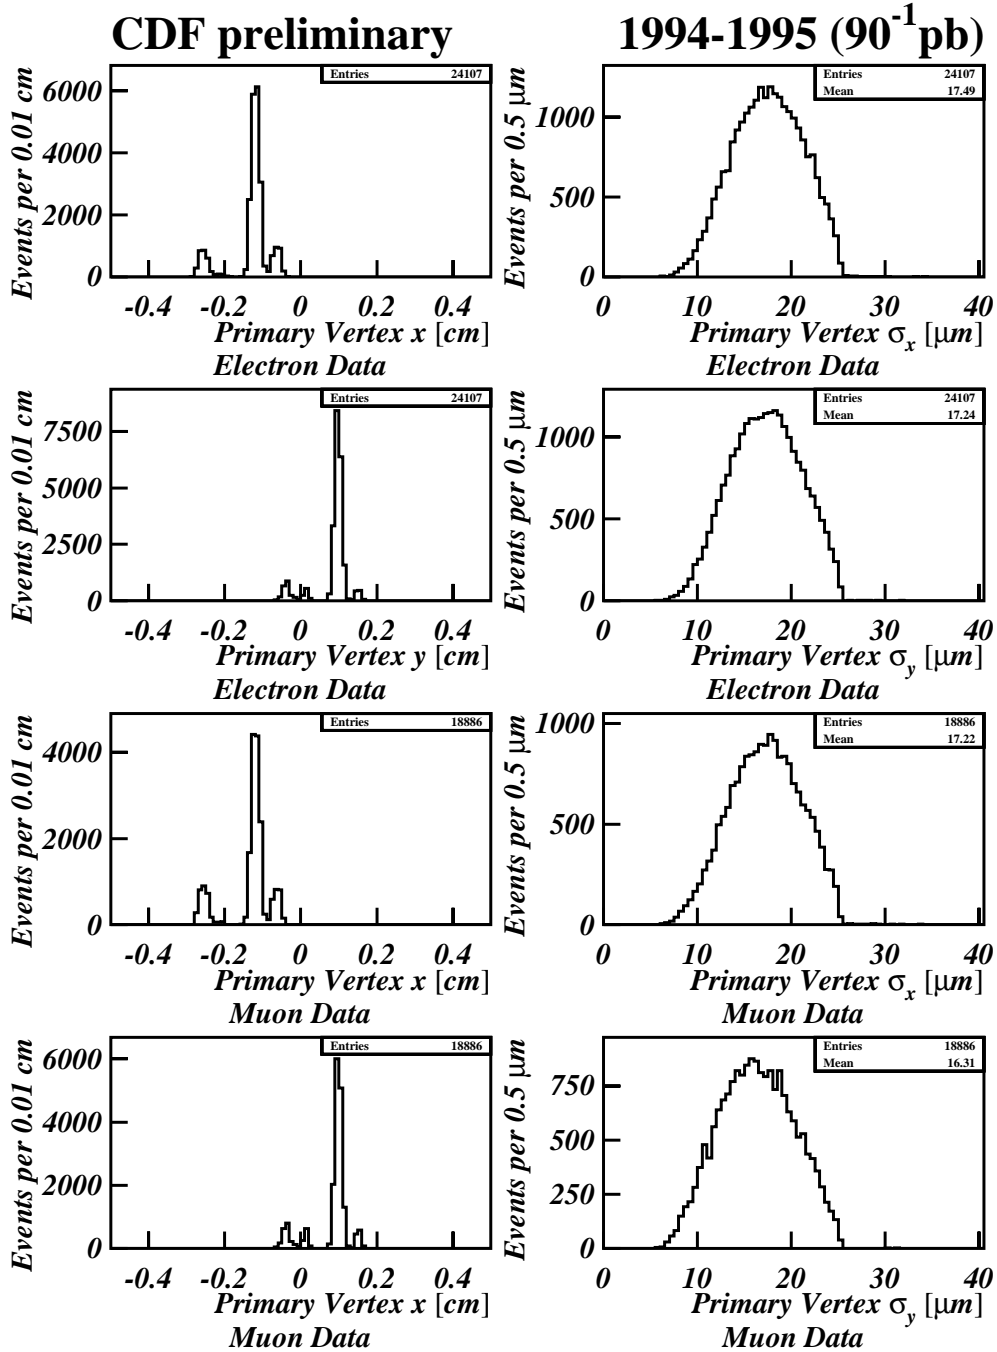 CDF preliminary
1994-1995 (90⁻¹pb)
Events per 0.01 cm
6000
4000
2000
0
Entries 24107
-0.4 -0.2 0 0.2 0.4
Primary Vertex x [cm]
Electron Data
Events per 0.5 μm
1000
500
0
Entries 24107
Mean 17.49
0 10 20 30 40
Primary Vertex σx [μm]
Electron Data
Events per 0.01 cm
7500
5000
2500
0
Entries 24107
-0.4 -0.2 0 0.2 0.4
Primary Vertex y [cm]
Electron Data
Events per 0.5 μm
1000
500
0
Entries 24107
Mean 17.24
0 10 20 30 40
Primary Vertex σy [μm]
Electron Data
Events per 0.01 cm
4000
2000
0
Entries 18886
-0.4 -0.2 0 0.2 0.4
Primary Vertex x [cm]
Muon Data
Events per 0.5 μm
1000
500
0
Entries 18886
Mean 17.22
0 10 20 30 40
Primary Vertex σx [μm]
Muon Data
Events per 0.01 cm
6000
4000
2000
0
Entries 18886
-0.4 -0.2 0 0.2 0.4
Primary Vertex x [cm]
Muon Data
Events per 0.5 μm
750
500
250
0
Entries 18886
Mean 16.31
0 10 20 30 40
Primary Vertex σy [μm]
Muon Data